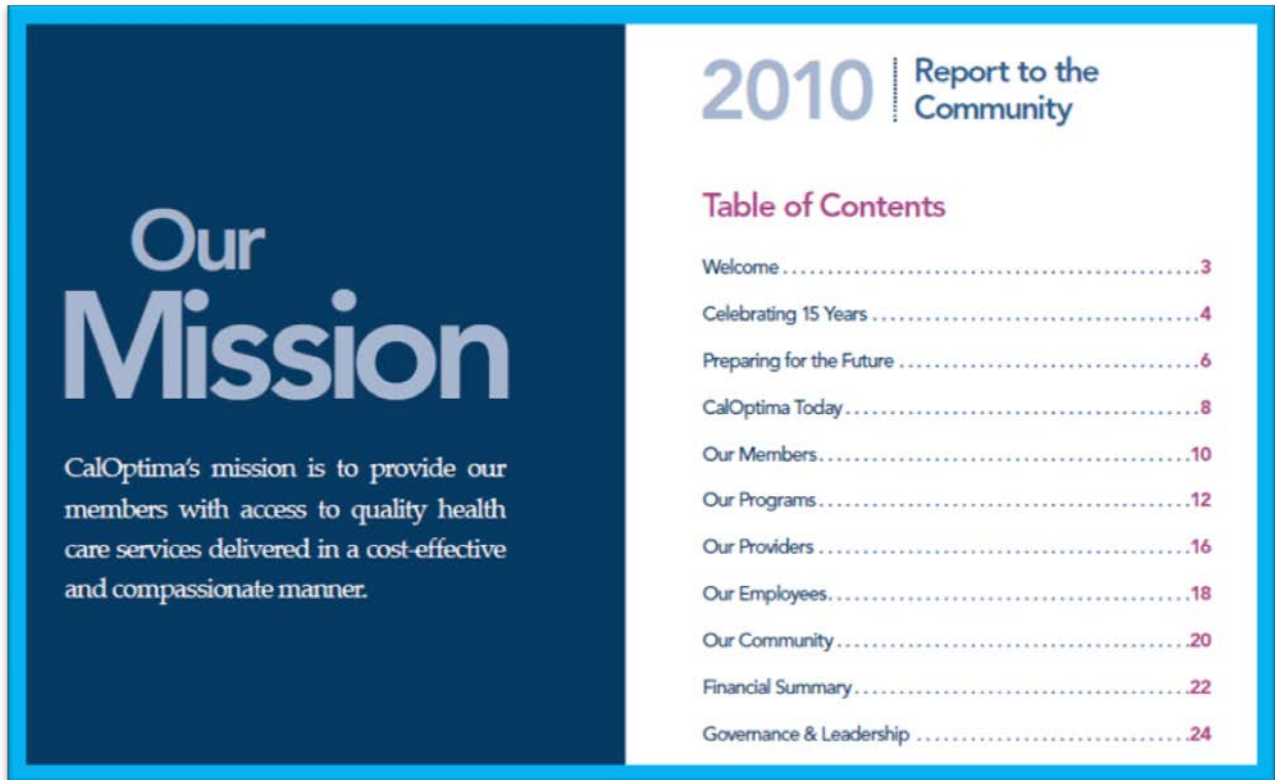 Our
Mission
CalOptima's mission is to provide our
members with access to quality health
care services delivered in a cost-effective
and compassionate manner.
2010
Report to the
Community
Table of Contents
Welcome ................................................3
Celebrating 15 Years .....................................4
Preparing for the Future ..................................6
CalOptima Today.........................................8
Our Members...........................................10
Our Programs...........................................12
Our Providers ...........................................16
Our Employees..........................................18
Our Community.........................................20
Financial Summary.......................................22
Governance & Leadership ................................24